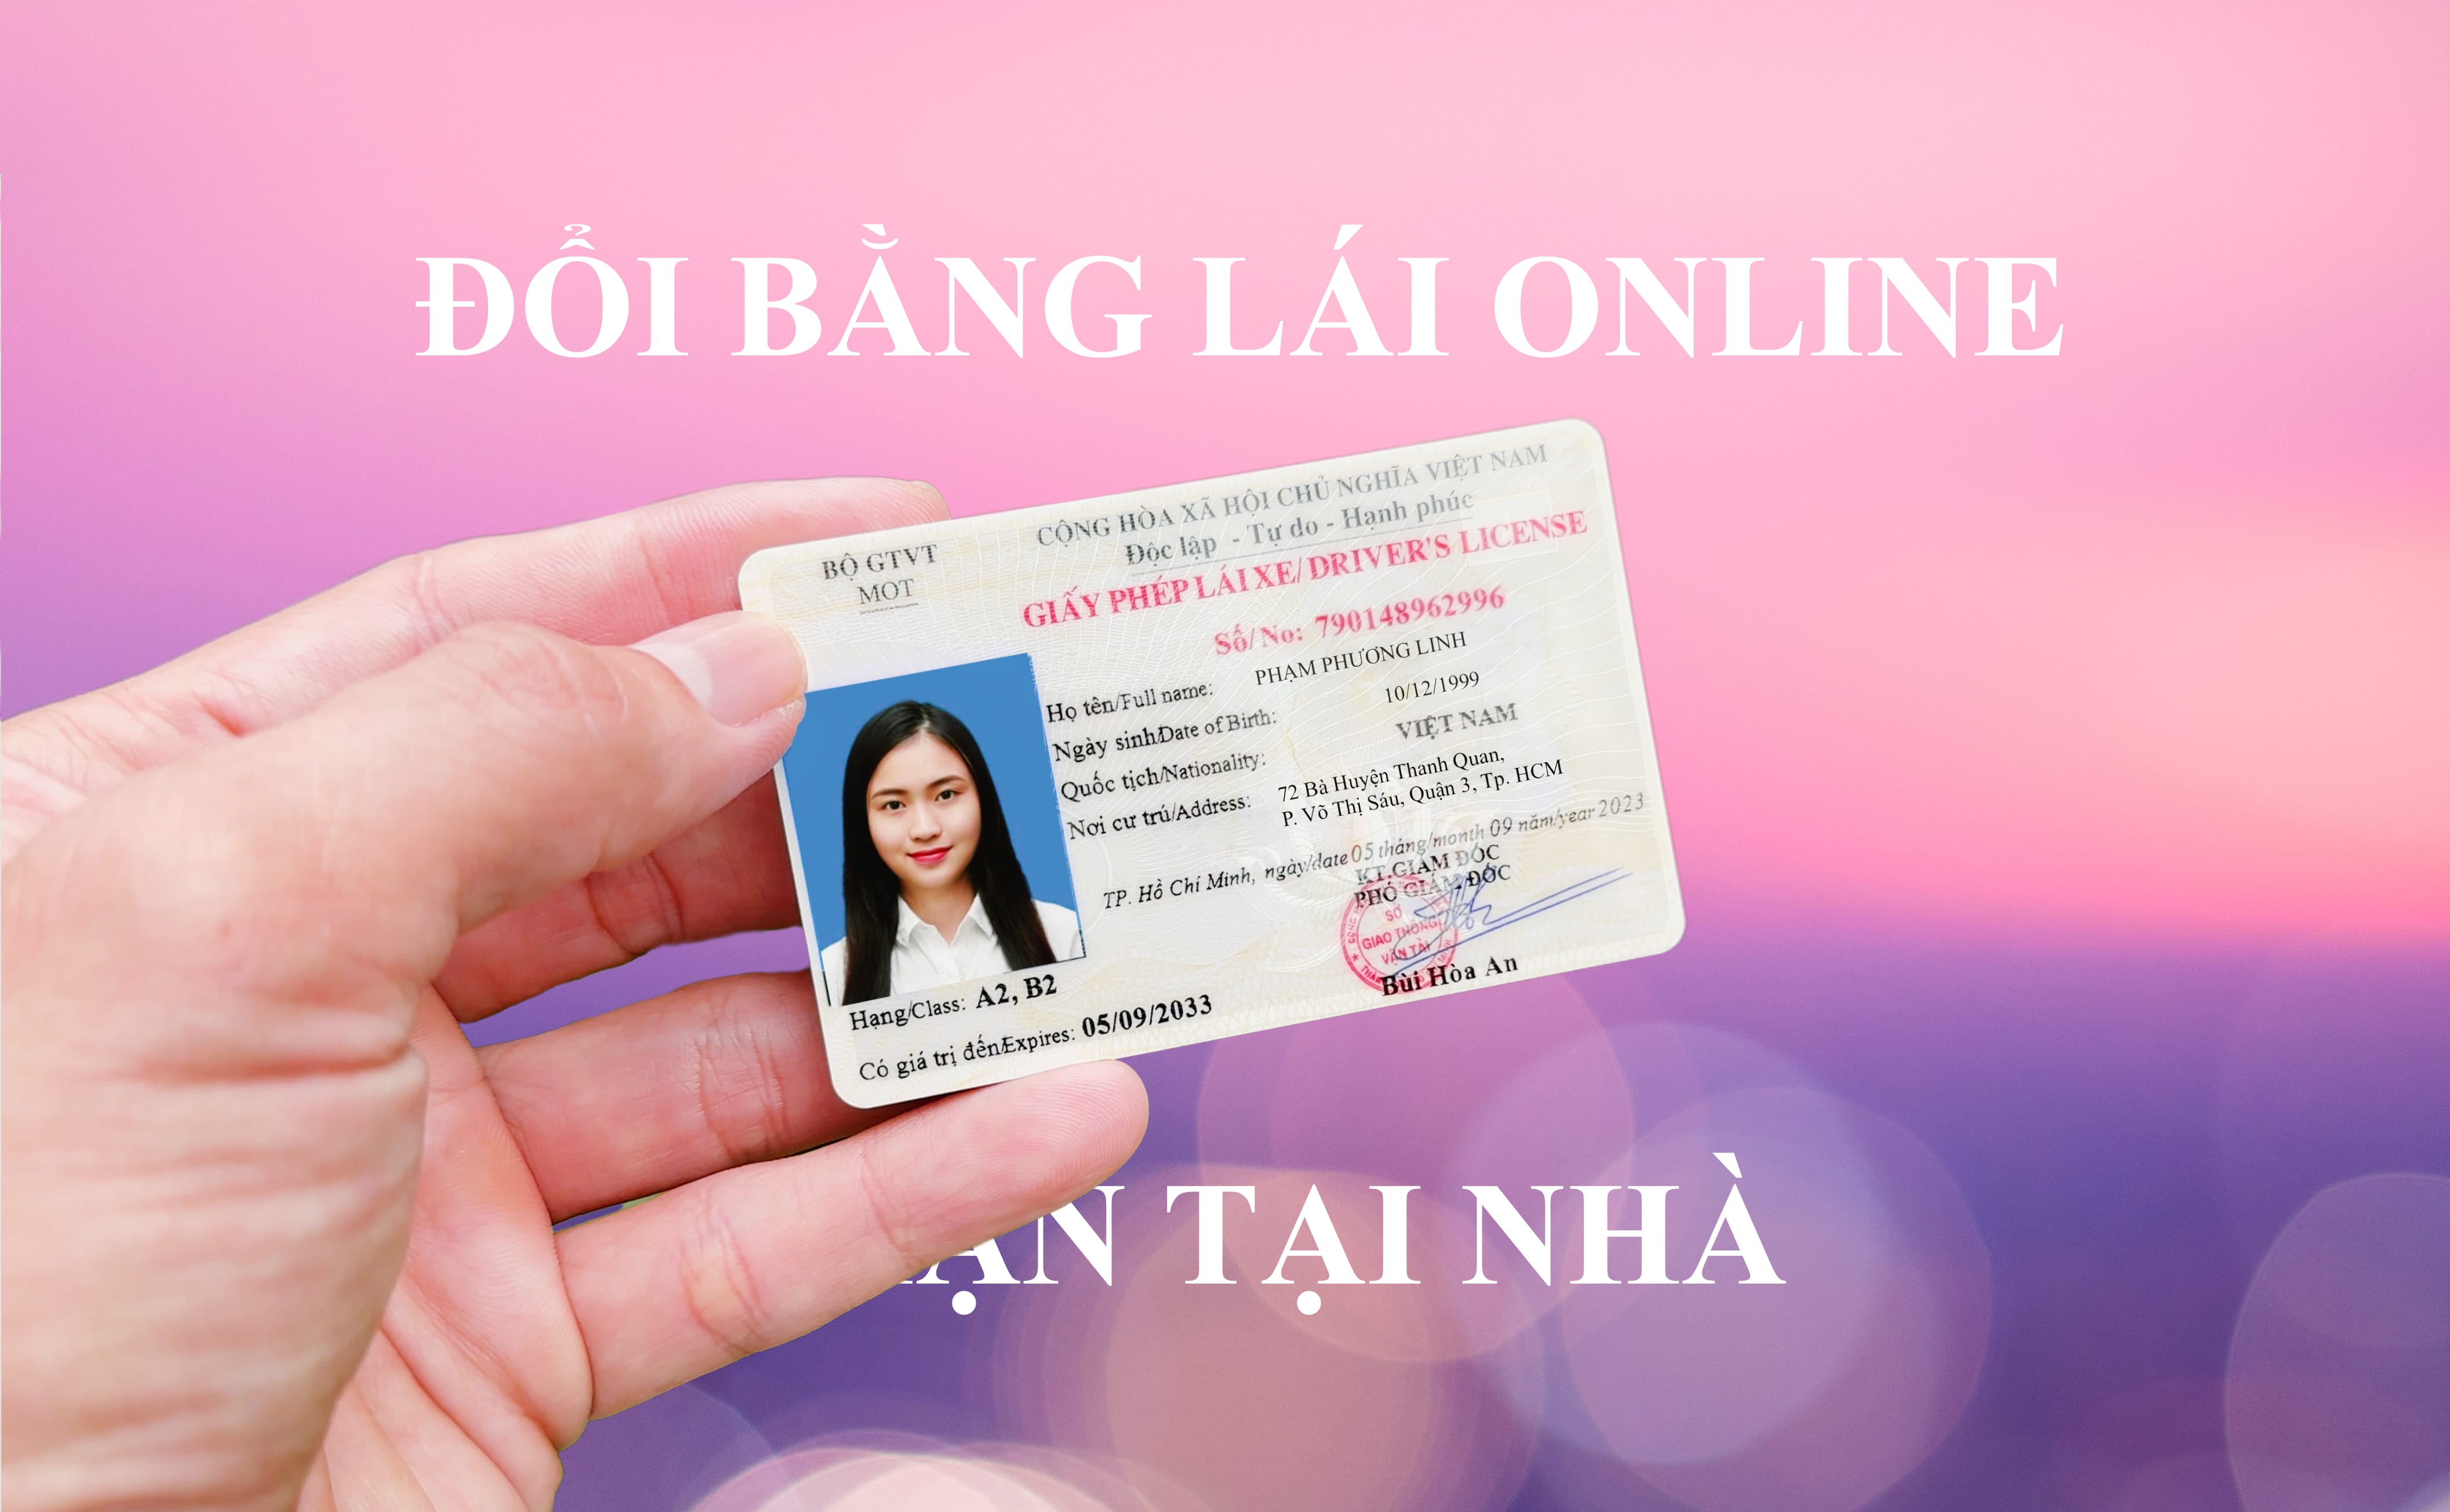 ĐỔI BẰNG LÁI ONLINE
BỘ GTVT
MOT
CỘNG HÒA XÃ HỘI CHỦ NGHĨA VIỆT NAM
Độc lập - Tự do - Hạnh phúc
GIẤY PHÉP LÁI XE/ DRIVER'S LICENSE
Số/ No: 790148962996
Họ tên/Full name: PHẠM PHƯƠNG LINH
Ngày sinh/Date of Birth: 10/12/1999
Quốc tịch/Nationality: VIỆT NAM
Nơi cư trú/Address: 72 Bà Huyện Thanh Quan,
P. Võ Thị Sáu, Quận 3, Tp. HCM
TP. Hồ Chí Minh, ngày/date 05 tháng/month 09 năm/year 2023
KT.GIÁM ĐỐC
PHÓ GIÁM ĐỐC
SỞ
GIAO THÔNG
VẬN TẢI
Bùi Hòa An
Hạng/Class: A2, B2
Có giá trị đến/Expires: 05/09/2033
TẠI NHÀ